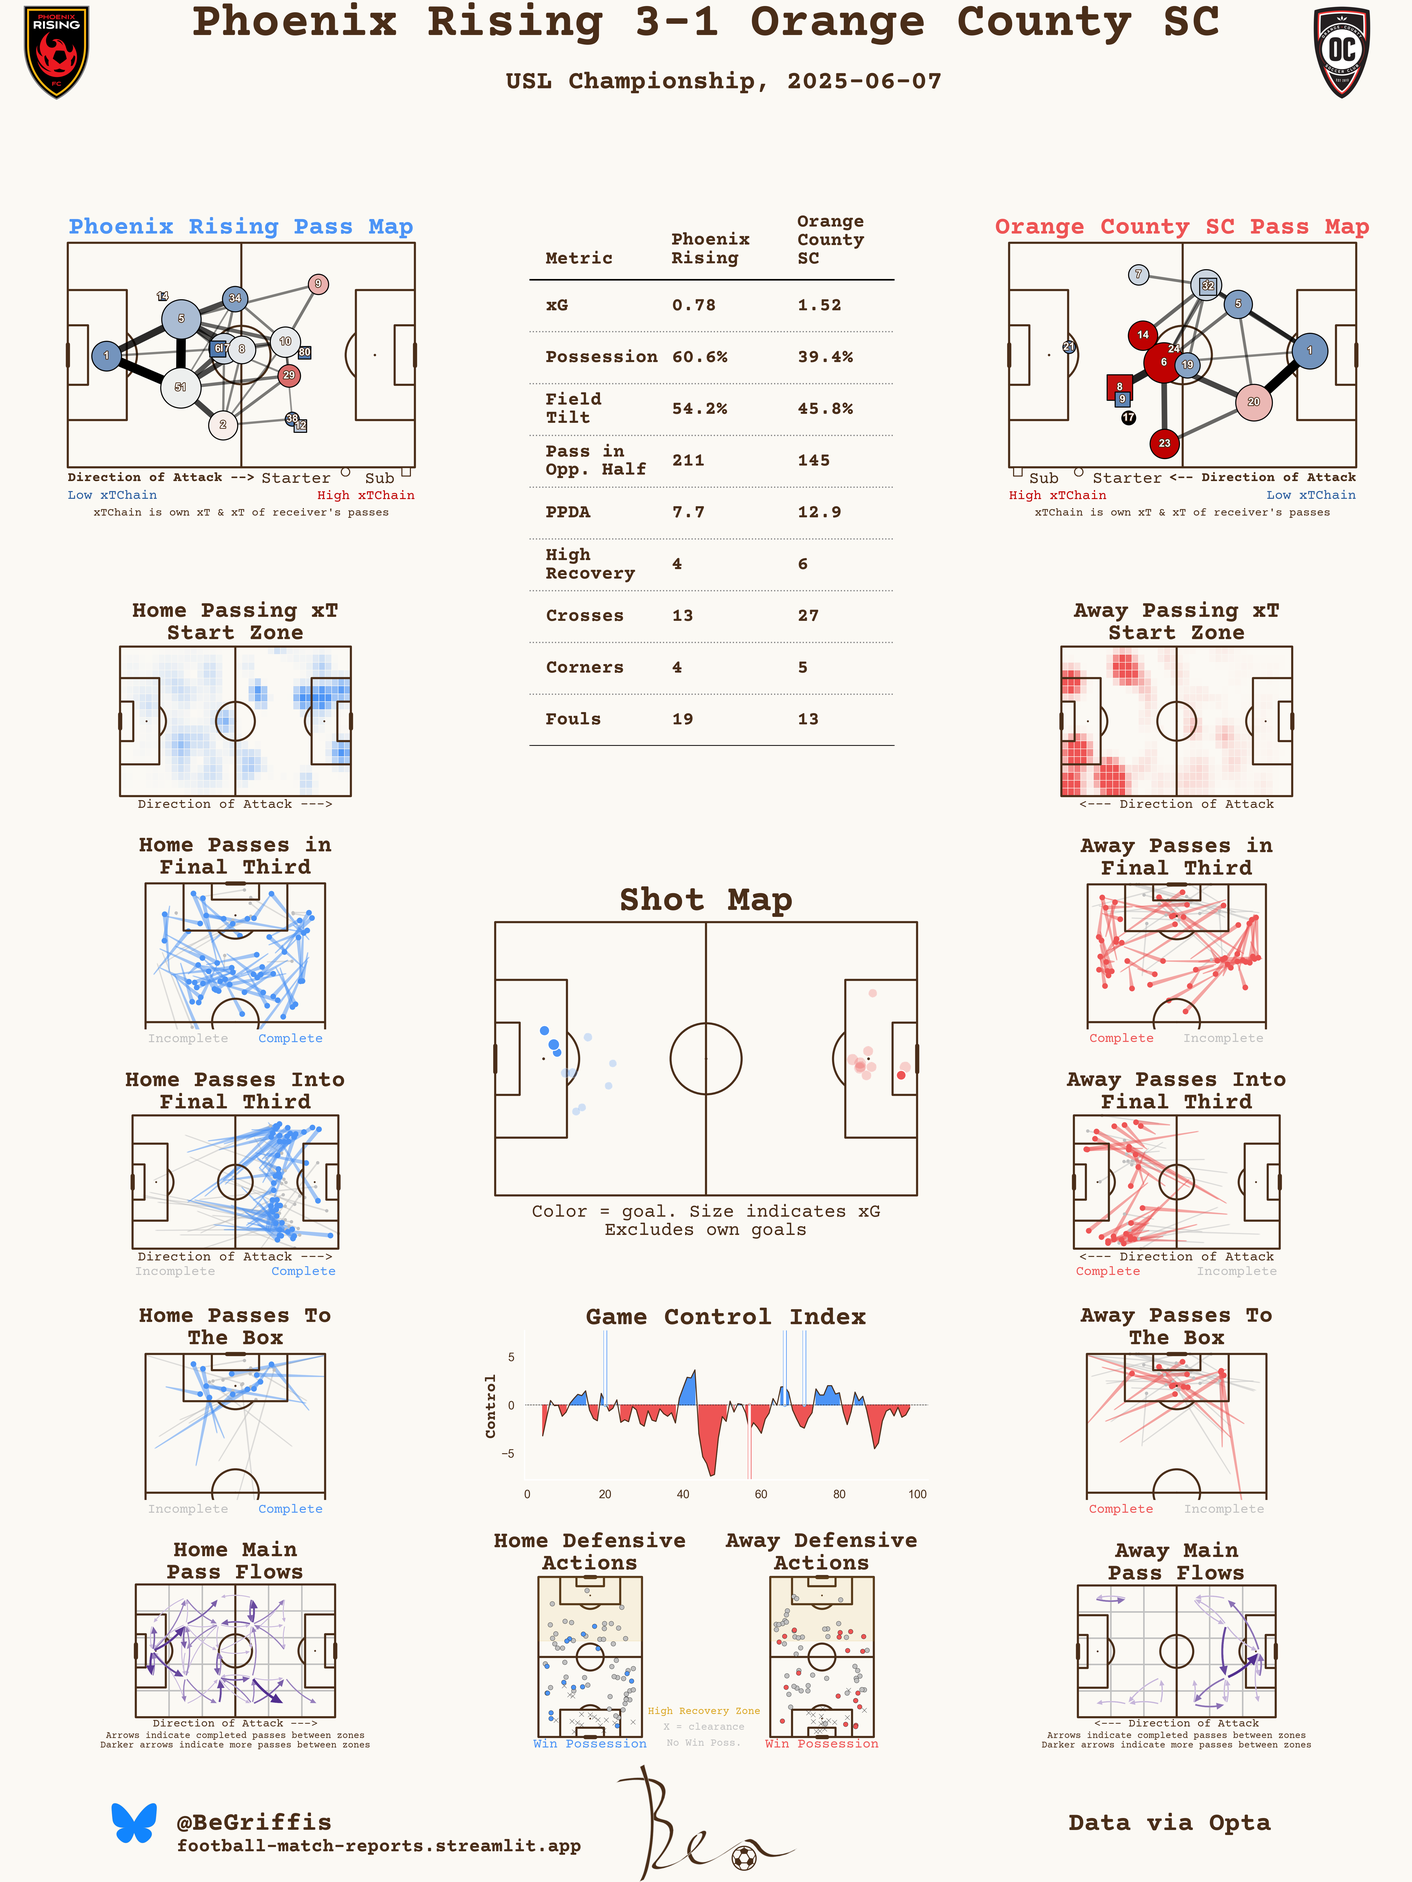 Phoenix Rising 3-1 Orange County SC
USL Championship, 2025-06-07
PHOENIX
RISING
FC
ORANGE COUNTY
OC
SOCCER CLUB
Phoenix Rising Pass Map
14
34
9
5
1
8
10
80
51
29
2
38
12
Direction of Attack --> Starter Sub
Low xTChain High xTChain
xTChain is own xT & xT of receiver's passes
Metric Phoenix Rising Orange County SC
xG 0.78 1.52
Possession 60.6% 39.4%
Field Tilt 54.2% 45.8%
Pass in Opp. Half 211 145
PPDA 7.7 12.9
High Recovery 4 6
Crosses 13 27
Corners 4 5
Fouls 19 13
Orange County SC Pass Map
7
32
5
14
21
24
6
19
1
8
9
17
20
23
Sub Starter <-- Direction of Attack
High xTChain Low xTChain
xTChain is own xT & xT of receiver's passes
Home Passing xT
Start Zone
Direction of Attack --->
Away Passing xT
Start Zone
<--- Direction of Attack
Home Passes in
Final Third
Incomplete Complete
Away Passes in
Final Third
Complete Incomplete
Shot Map
Color = goal. Size indicates xG
Excludes own goals
Home Passes Into
Final Third
Direction of Attack --->
Incomplete Complete
Away Passes Into
Final Third
<--- Direction of Attack
Complete Incomplete
Home Passes To
The Box
Incomplete Complete
Game Control Index
Control
5
0
−5
0 20 40 60 80 100
Away Passes To
The Box
Complete Incomplete
Home Main
Pass Flows
Direction of Attack --->
Arrows indicate completed passes between zones
Darker arrows indicate more passes between zones
Home Defensive
Actions
Win Possession
High Recovery Zone
X = clearance
No Win Poss.
Away Defensive
Actions
Win Possession
Away Main
Pass Flows
<--- Direction of Attack
Arrows indicate completed passes between zones
Darker arrows indicate more passes between zones
@BeGriffis
football-match-reports.streamlit.app
Ben
Data via Opta